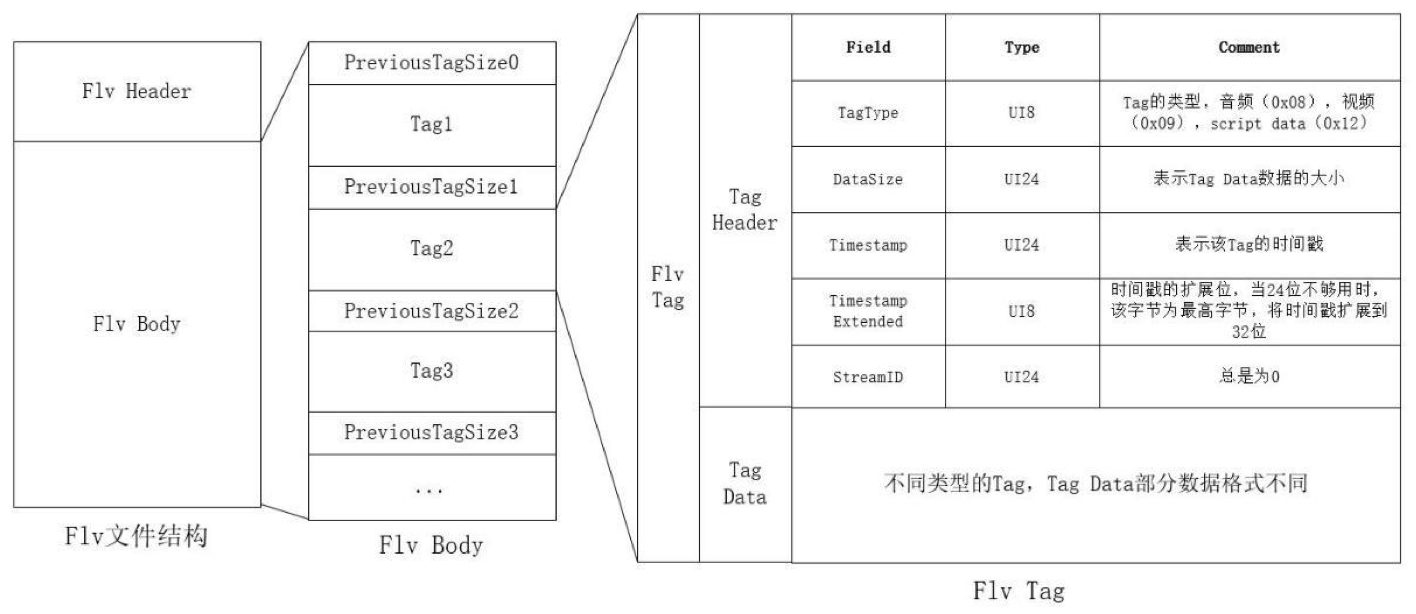 Flv Header
Flv Body
Flv文件结构
PreviousTagSize0
Tag1
PreviousTagSize1
Tag2
PreviousTagSize2
Tag3
PreviousTagSize3
...
Flv Body
Flv
Tag
Tag
Header
Field
Type
Comment
TagType
UI8
Tag的类型，音频（0x08），视频
（0x09），script data（0x12）
DataSize
UI24
表示Tag Data数据的大小
Timestamp
UI24
表示该Tag的时间戳
Timestamp
Extended
UI8
时间戳的扩展位，当24位不够用时，
该字节为最高字节，将时间戳扩展到
32位
StreamID
UI24
总是为0
Tag
Data
不同类型的Tag，Tag Data部分数据格式不同
Flv Tag